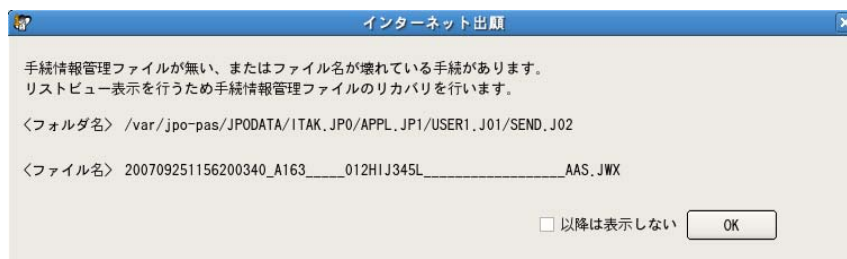 インターネット出願
手続情報管理ファイルが無い、またはファイル名が壊れている手続があります。
リストビュー表示を行うため手続情報管理ファイルのリカバリを行います。
〈フォルダ名〉 /var/jpo-pas/JPODATA/ITAK.JP0/APPL.JP1/USER1.J01/SEND.J02
〈ファイル名〉 200709251156200340_A163_____012HIJ345L__________________AAS.JWX
以降は表示しない OK